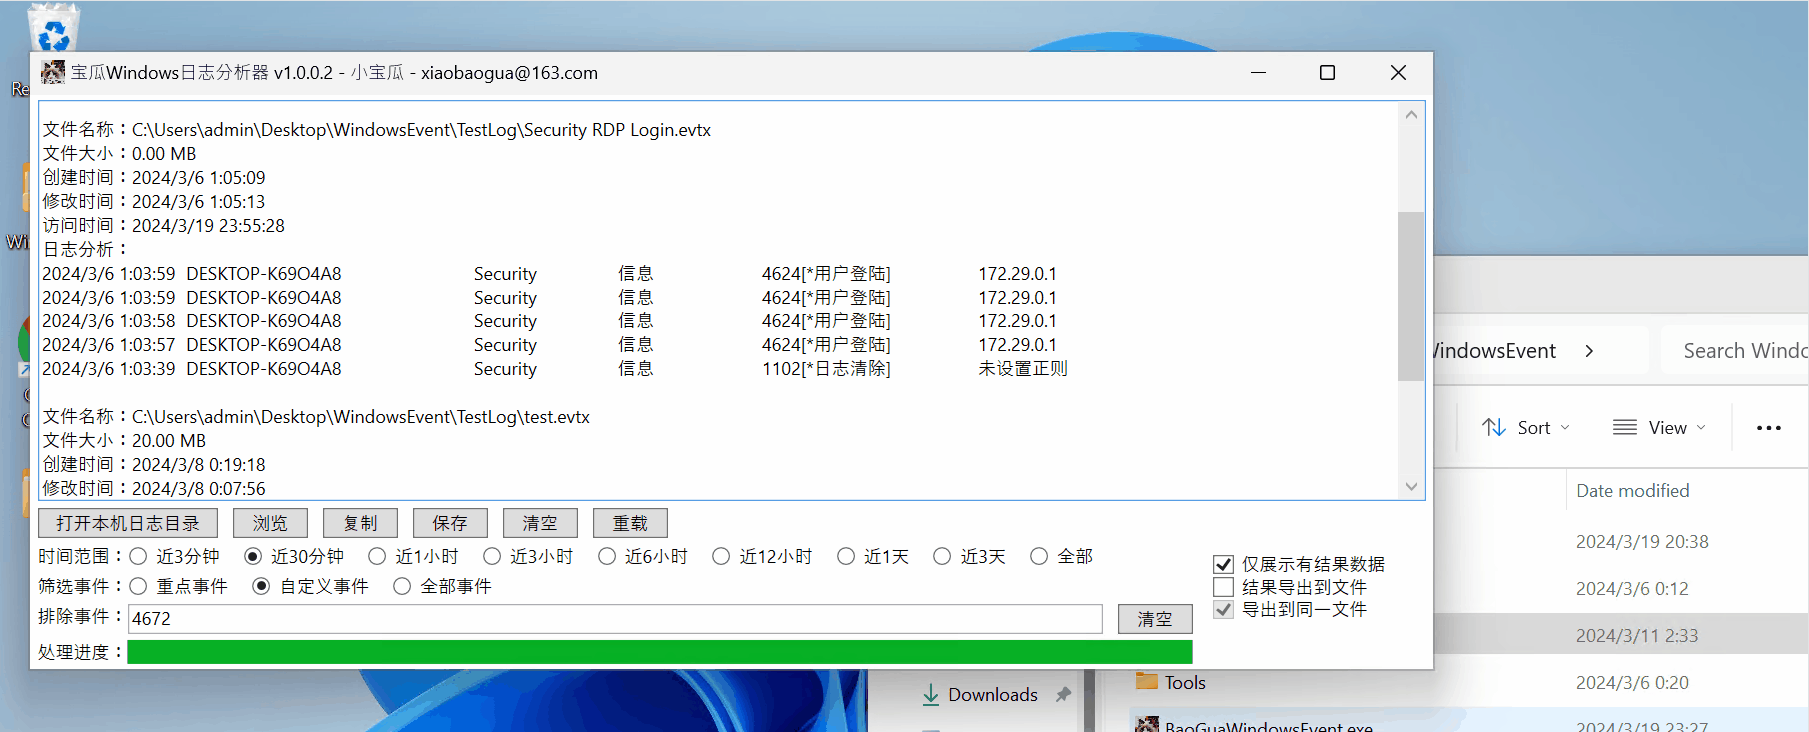 宝瓜Windows日志分析器 v1.0.0.2 - 小宝瓜 - xiaobaogua@163.com
文件名称：C:\Users\admin\Desktop\WindowsEvent\TestLog\Security RDP Login.evtx
文件大小：0.00 MB
创建时间：2024/3/6 1:05:09
修改时间：2024/3/6 1:05:13
访问时间：2024/3/19 23:55:28
日志分析：
2024/3/6 1:03:59 DESKTOP-K69O4A8 Security 信息 4624[*用户登陆] 172.29.0.1
2024/3/6 1:03:59 DESKTOP-K69O4A8 Security 信息 4624[*用户登陆] 172.29.0.1
2024/3/6 1:03:58 DESKTOP-K69O4A8 Security 信息 4624[*用户登陆] 172.29.0.1
2024/3/6 1:03:57 DESKTOP-K69O4A8 Security 信息 4624[*用户登陆] 172.29.0.1
2024/3/6 1:03:39 DESKTOP-K69O4A8 Security 信息 1102[*日志清除] 未设置正则
文件名称：C:\Users\admin\Desktop\WindowsEvent\TestLog\test.evtx
文件大小：20.00 MB
创建时间：2024/3/8 0:19:18
修改时间：2024/3/8 0:07:56
打开本机日志目录 浏览 复制 保存 清空 重载
时间范围： 近3分钟 近30分钟 近1小时 近3小时 近6小时 近12小时 近1天 近3天 全部
筛选事件： 重点事件 自定义事件 全部事件
排除事件： 4672 清空
处理进度：
仅展示有结果数据
结果导出到文件
导出到同一文件
Re
Wi
WindowsEvent Search Windo
Sort View
Date modified
2024/3/19 20:38
2024/3/6 0:12
2024/3/11 2:33
Tools 2024/3/6 0:20
BaoGuaWindowsEvent.exe 2024/3/19 23:27
Downloads